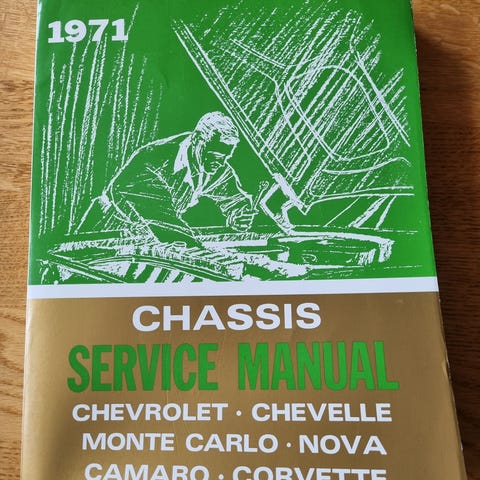 1971
CHASSIS
SERVICE MANUAL
CHEVROLET · CHEVELLE
MONTE CARLO · NOVA
CAMARO · CORVETTE